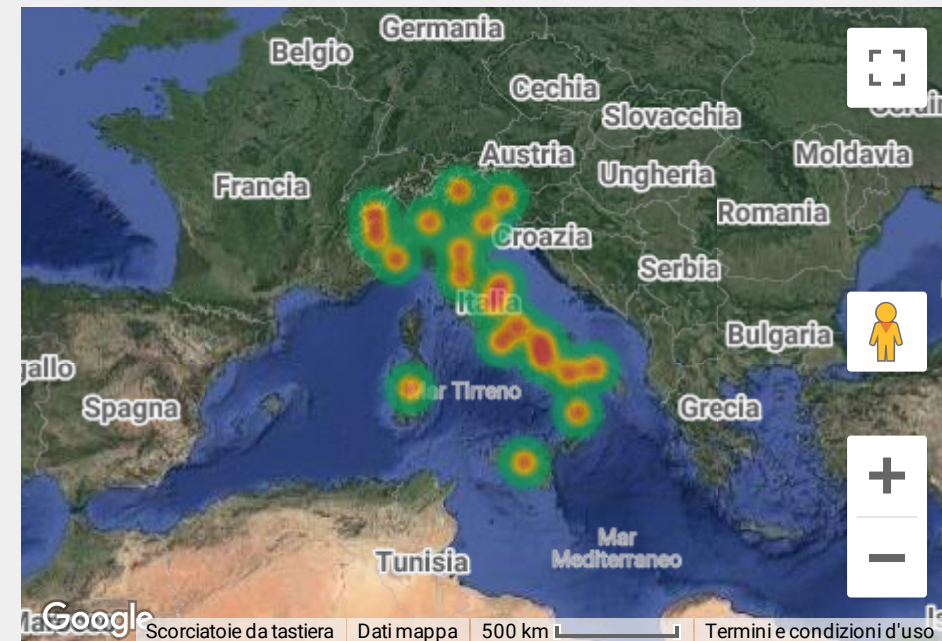 Germania
Belgio
Cechia
Slovacchia
Austria
Moldavia
Francia
Ungheria
Romania
Croazia
Serbia
Italia
Bulgaria
gallo
Mar Tirreno
Spagna
Grecia
Mar
Mediterraneo
Tunisia
Google
Scorciatoie da tastiera
Dati mappa
500 km
Termini e condizioni d'uso